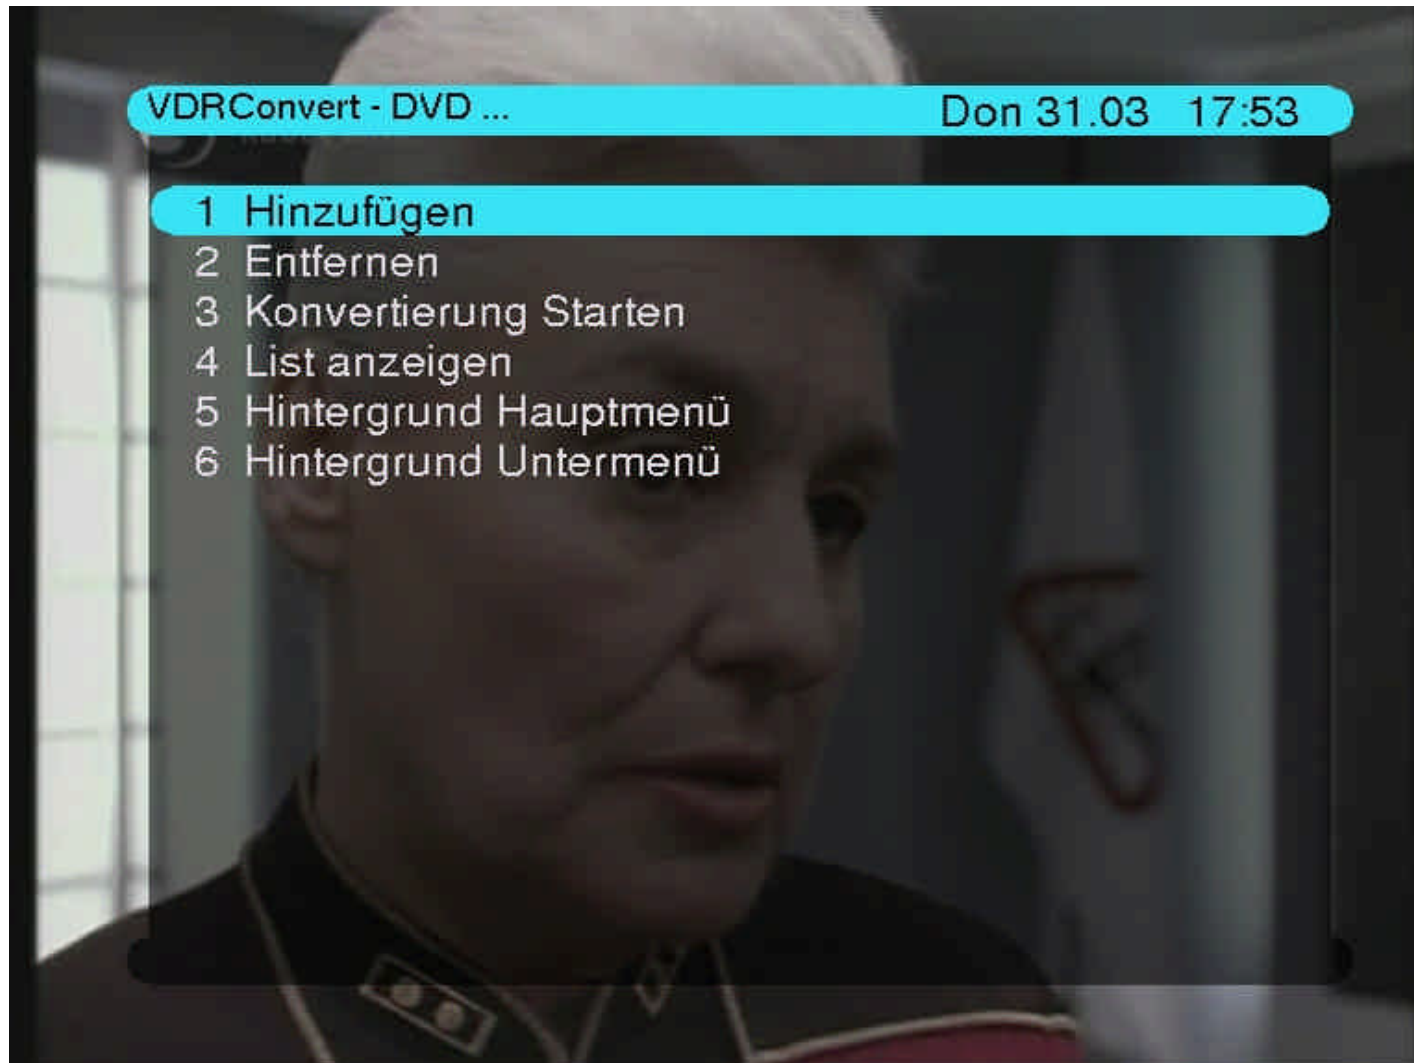 VDRConvert - DVD ... Don 31.03 17:53
1 Hinzufügen
2 Entfernen
3 Konvertierung Starten
4 List anzeigen
5 Hintergrund Hauptmenü
6 Hintergrund Untermenü